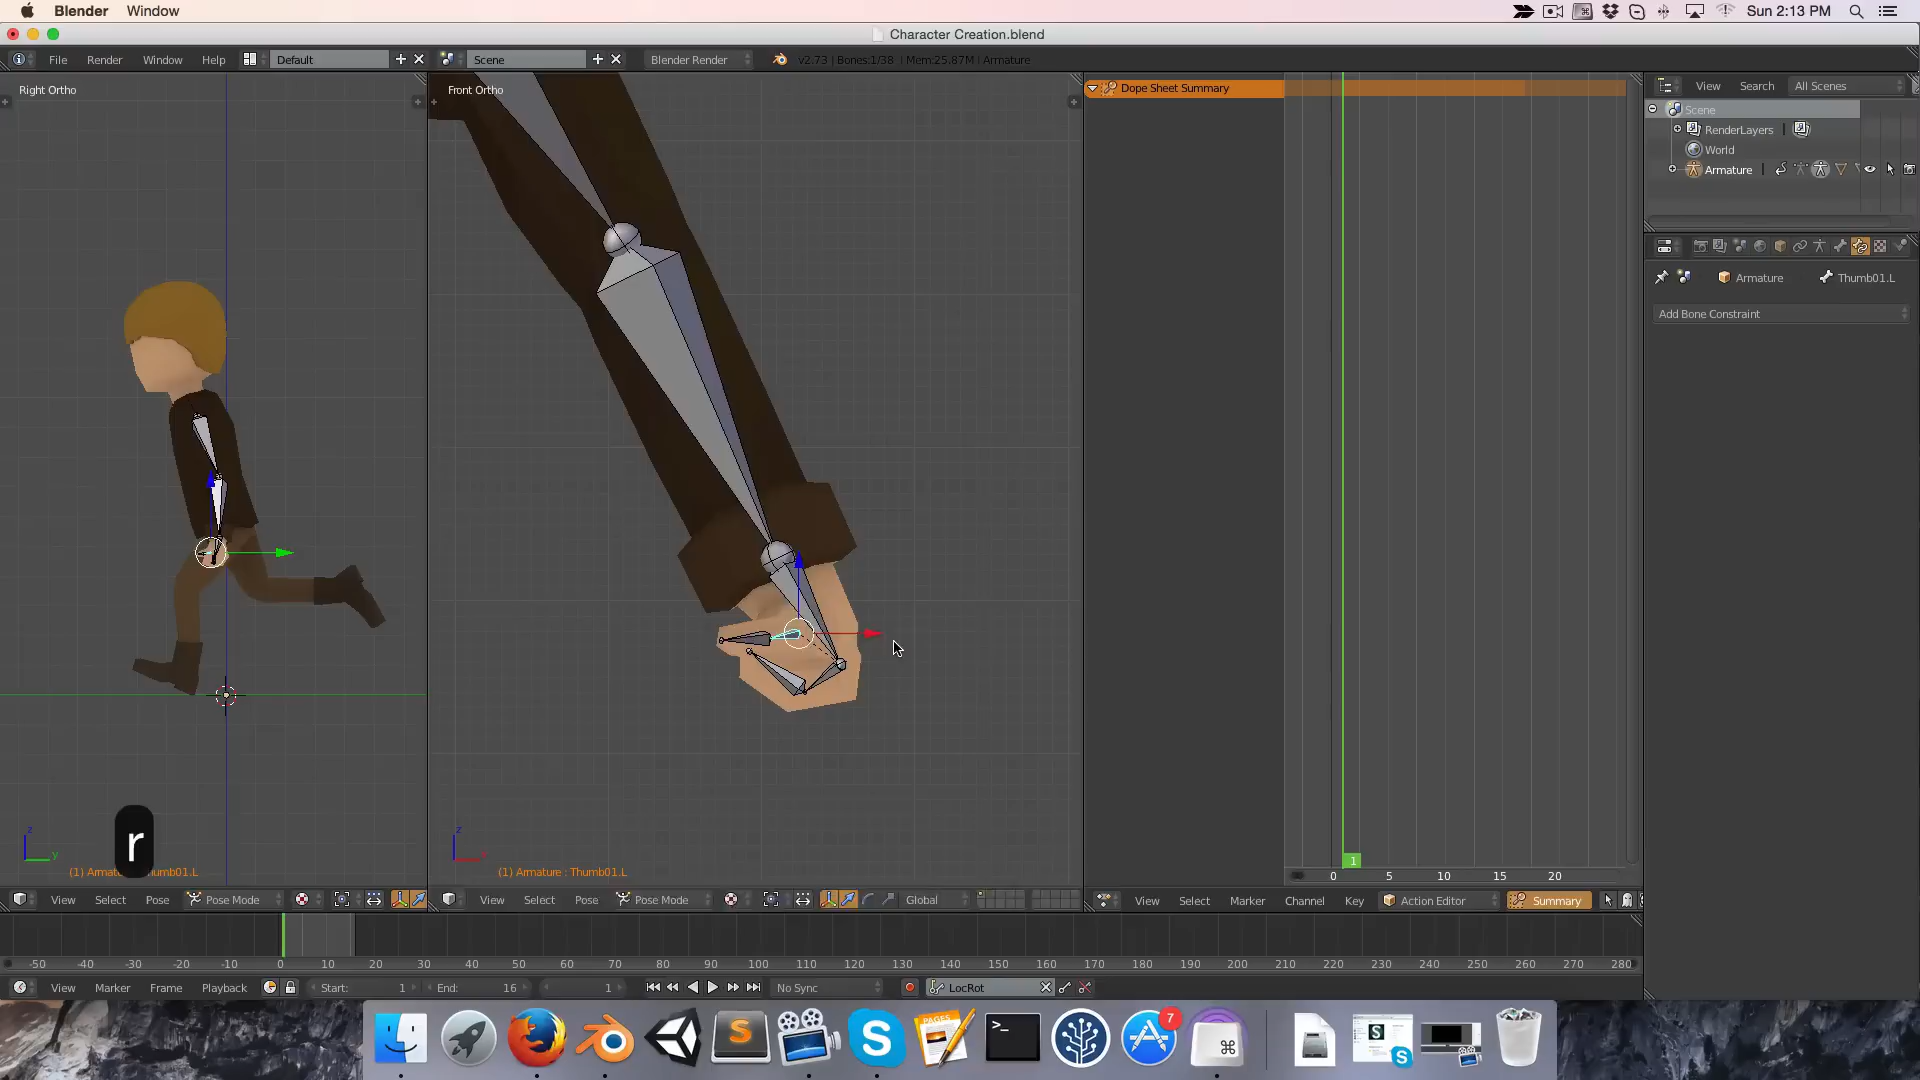 Blender Window Sun 2:13 PM
Character Creation.blend
File Render Window Help Default Scene Blender Render v2.73 | Bones:1/38 | Mem:25.87M | Armature
Right Ortho
Front Ortho
Dope Sheet Summary
View Search All Scenes
Scene
RenderLayers
World
Armature
Armature Thumb01.L
Add Bone Constraint
r
z
y
z
(1) Armat humb01.L
(1) Armature : Thumb01.L
1
0 5 10 15 20
View Select Pose Pose Mode
View Select Pose Pose Mode Global
View Select Marker Channel Key Action Editor Summary
-50 -40 -30 -20 -10 0 10 20 30 40 50 60 70 80 90 100 110 120 130 140 150 160 170 180 190 200 210 220 230 240 250 260 270 280
View Marker Frame Playback Start: 1 End: 16 1 No Sync LocRot
S
S
PAGES
7
S
S